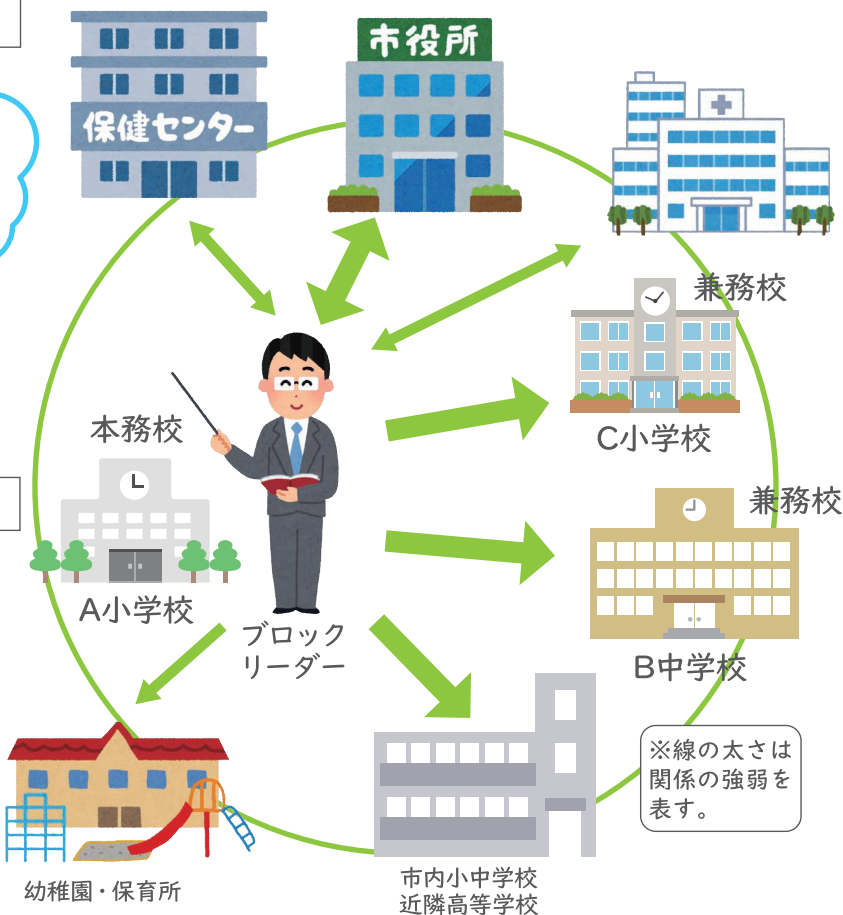 保健センター
市役所
兼務校
C小学校
本務校
A小学校
兼務校
B中学校
ブロック
リーダー
※線の太さは
関係の強弱を
表す。
幼稚園・保育所
市内小中学校
近隣高等学校